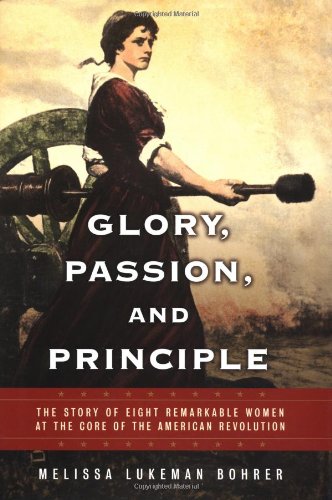 GLORY,
PASSION,
AND
PRINCIPLE
THE STORY OF EIGHT REMARKABLE WOMEN
AT THE CORE OF THE AMERICAN REVOLUTION
MELISSA LUKEMAN BOHRER